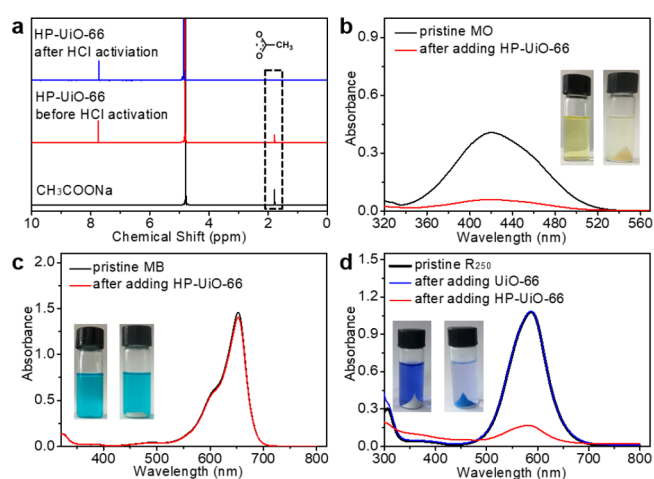 a
HP-UiO-66
after HCl activiation
HP-UiO-66
before HCl activation
CH3COONa
O
O
CH3
10 8 6 4 2 0
Chemical Shift (ppm)
b
pristine MO
after adding HP-UiO-66
Absorbance
0.9
0.6
0.3
0.0
320 360 400 440 480 520 560
Wavelength (nm)
c
pristine MB
after adding HP-UiO-66
Absorbance
2.0
1.5
1.0
0.5
0.0
400 500 600 700 800
Wavelength (nm)
d
pristine R250
after adding UiO-66
after adding HP-UiO-66
Absorbance
1.5
1.2
0.9
0.6
0.3
0.0
300 400 500 600 700 800
Wavelength (nm)